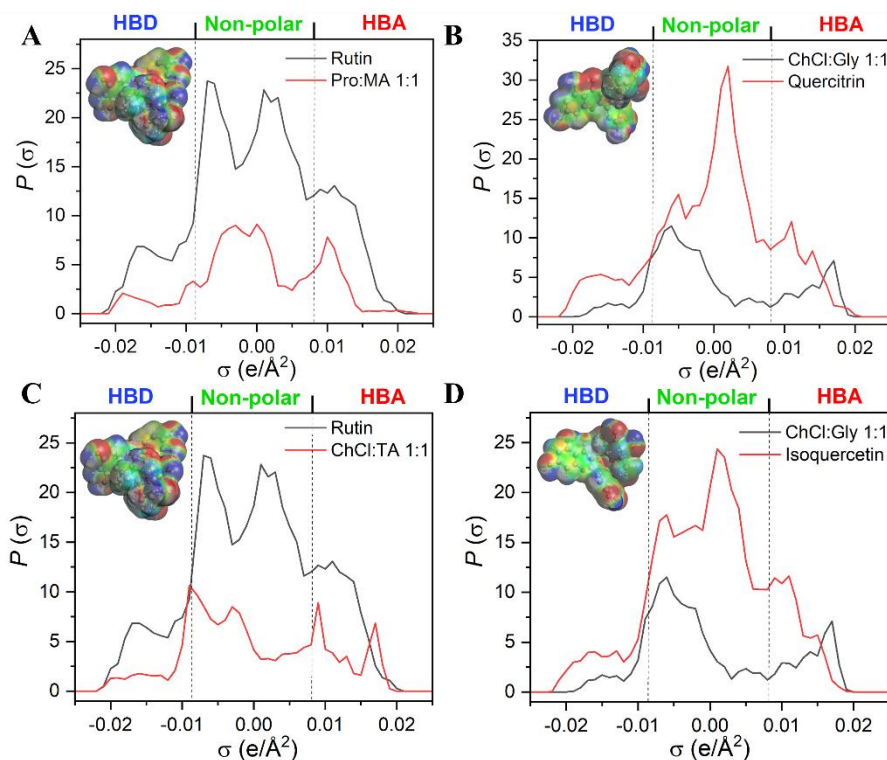 A
HBD Non-polar HBA
Rutin
Pro:MA 1:1
P (σ)
25
20
15
10
5
0
-0.02 -0.01 0.00 0.01 0.02
σ (e/Å²)
B
HBD Non-polar HBA
ChCl:Gly 1:1
Quercitrin
P (σ)
35
30
25
20
15
10
5
0
-0.02 -0.01 0.00 0.01 0.02
σ (e/Å²)
C
HBD Non-polar HBA
Rutin
ChCl:TA 1:1
P (σ)
25
20
15
10
5
0
-0.02 -0.01 0.00 0.01 0.02
σ (e/Å²)
D
HBD Non-polar HBA
ChCl:Gly 1:1
Isoquercetin
P (σ)
25
20
15
10
5
0
-0.02 -0.01 0.00 0.01 0.02
σ (e/Å²)